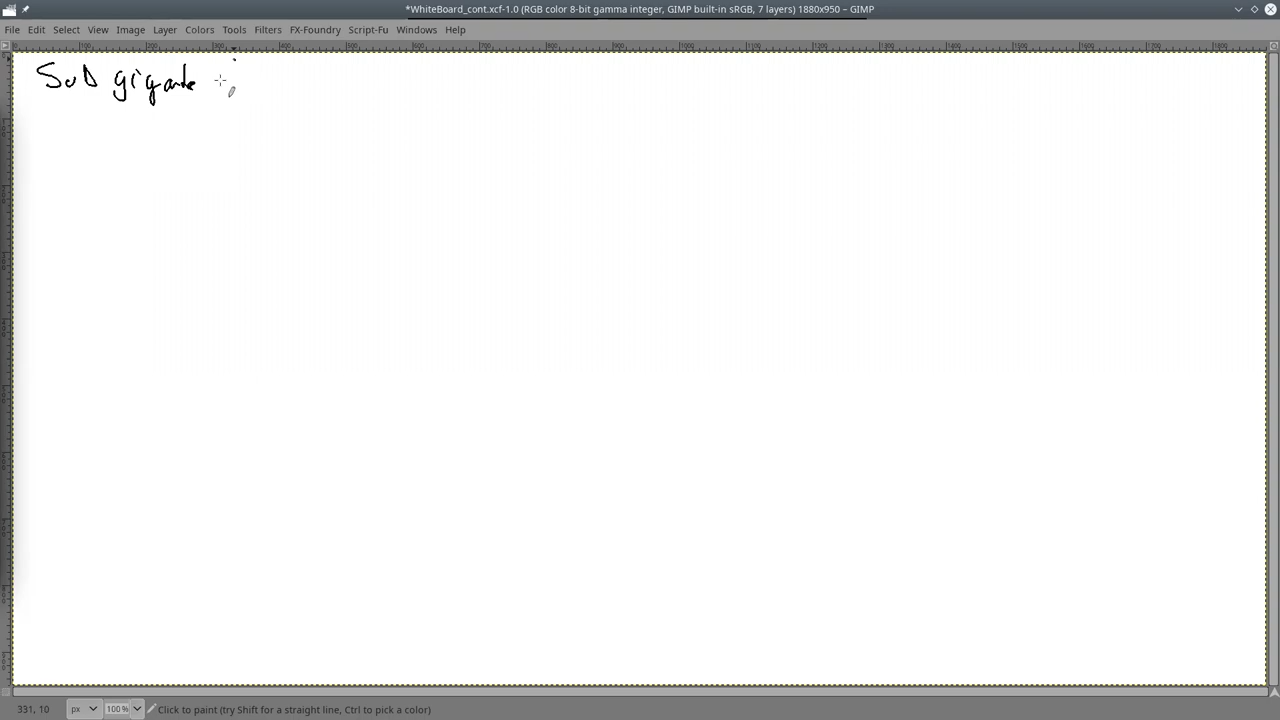 *WhiteBoard_cont.xcf-1.0 (RGB color 8-bit gamma integer, GIMP built-in sRGB, 7 layers) 1880x950 – GIMP
File Edit Select View Image Layer Colors Tools Filters FX-Foundry Script-Fu Windows Help
Sub gigante
331, 10 px 100% Click to paint (try Shift for a straight line, Ctrl to pick a color)